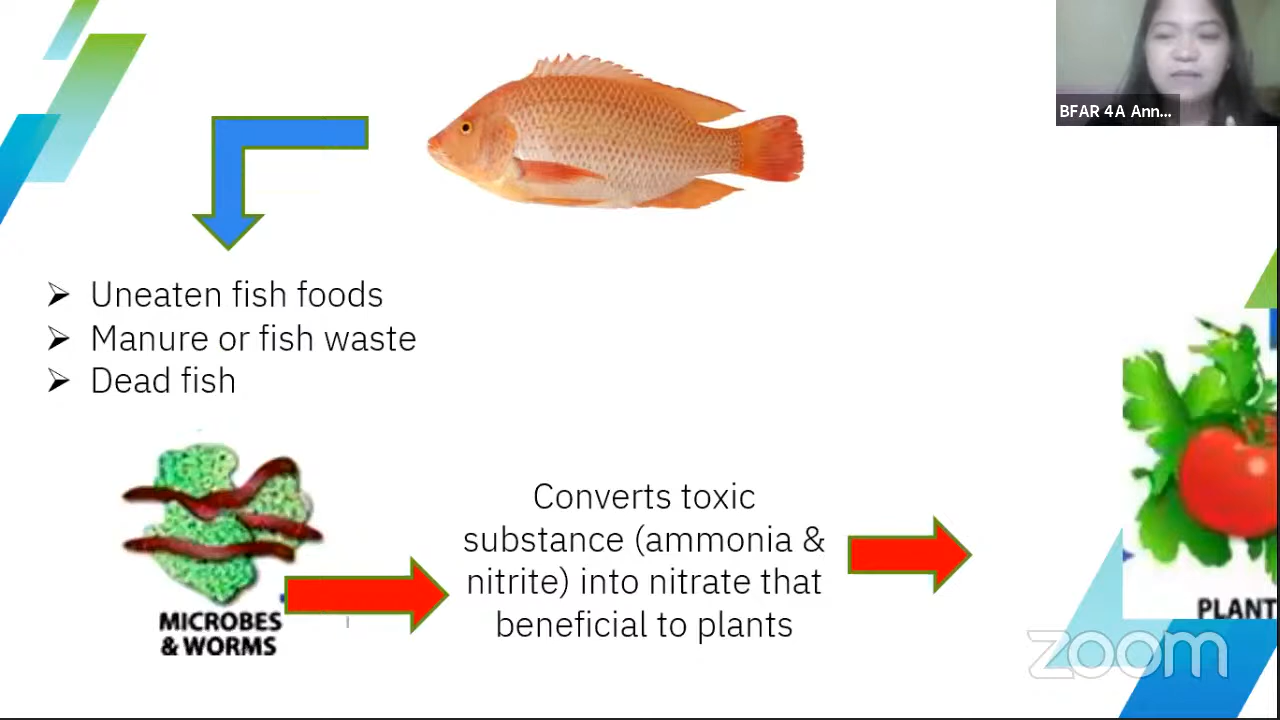 BFAR 4A Ann...
Uneaten fish foods
Manure or fish waste
Dead fish
Converts toxic
substance (ammonia &
nitrite) into nitrate that
beneficial to plants
MICROBES
& WORMS
PLANT
zoom